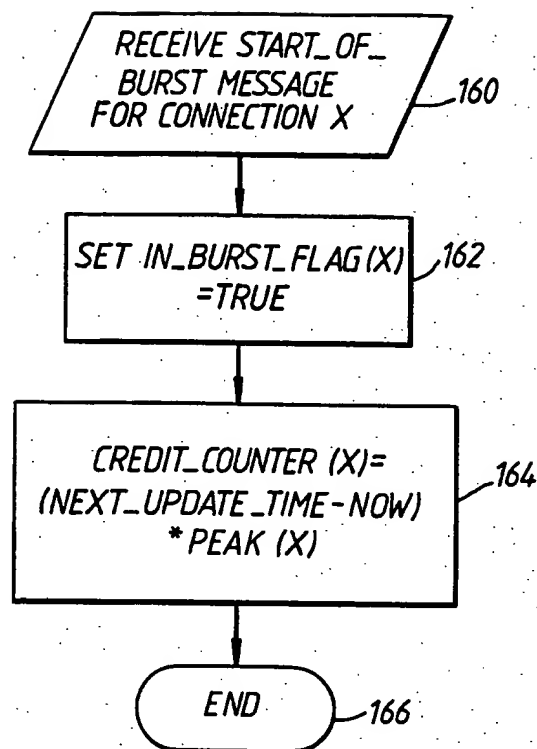 RECEIVE START_OF_
BURST MESSAGE
FOR CONNECTION X
160
SET IN_BURST_FLAG(X)
=TRUE
162
CREDIT_COUNTER (X)=
(NEXT_UPDATE_TIME-NOW)
* PEAK (X)
164
END
166